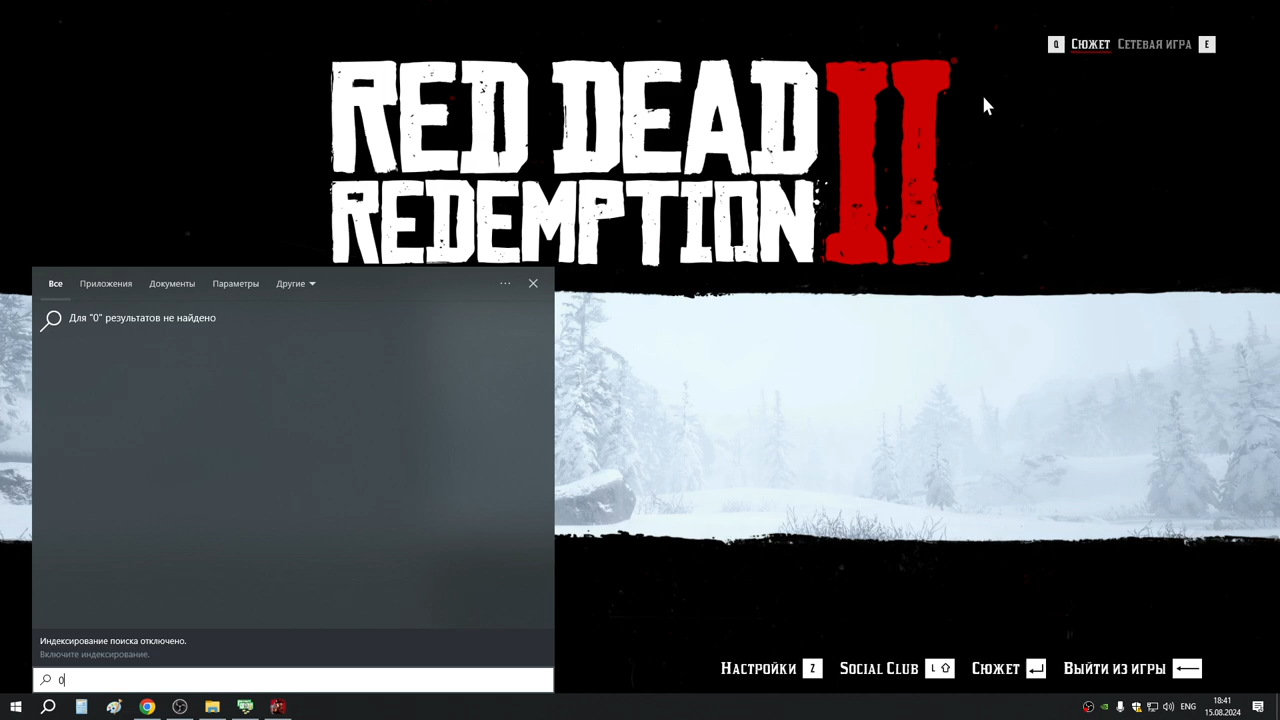 Q Сюжет Сетевая игра E
RED DEAD
REDEMPTION II
Все Приложения Документы Параметры Другие ...
Для "0" результатов не найдено
Индексирование поиска отключено.
Включите индексирование.
0
Настройки Z Social Club L Сюжет Выйти из игры
ENG
18:41
15.08.2024